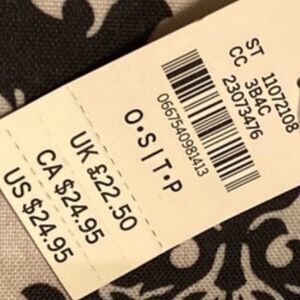 ST 11072108
CC 3B4C
23073476
0667540981413
O•S|T•P
UK £22.50
CA $24.95
US $24.95